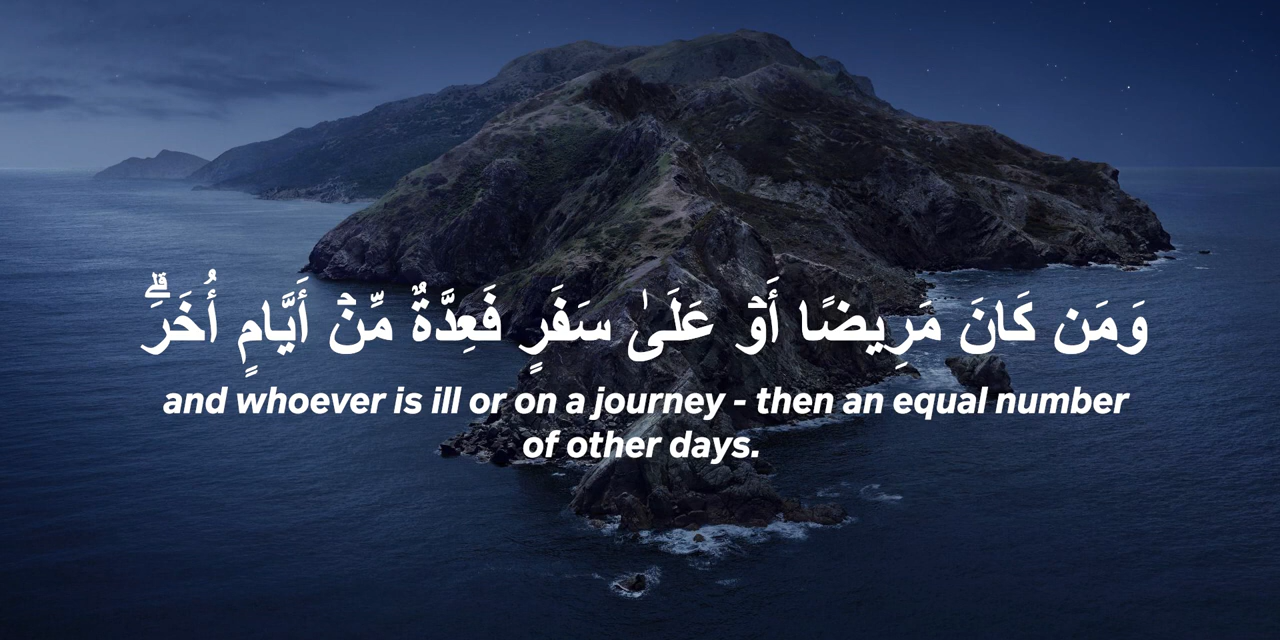 وَمَن كَانَ مَرِيضًا أَوۡ عَلَىٰ سَفَرٍ فَعِدَّةٌ مِّنۡ أَيَّامٍ أُخَرَۗ
and whoever is ill or on a journey - then an equal number
of other days.